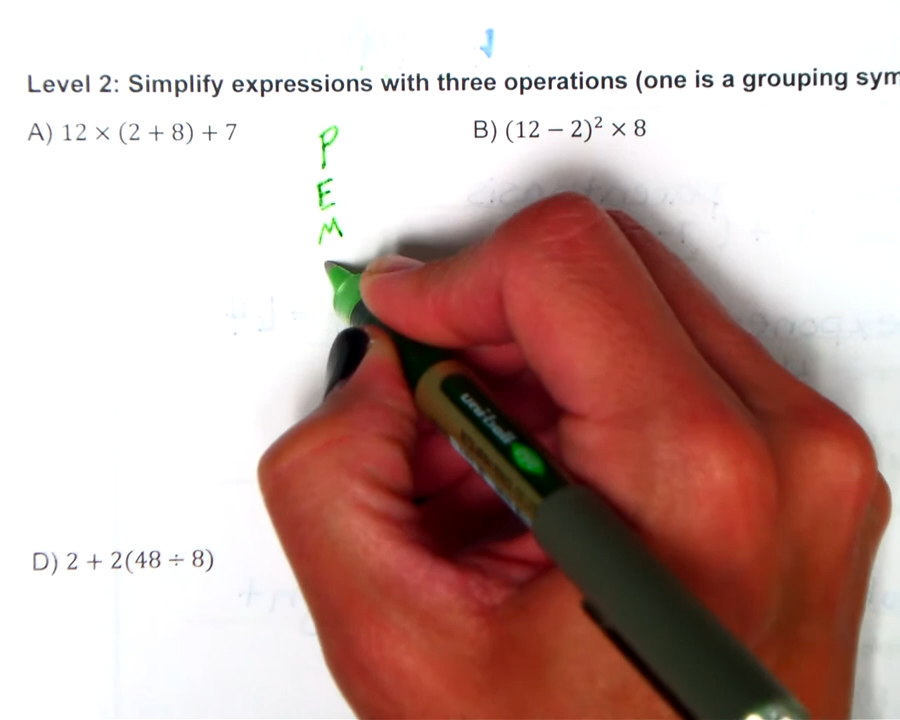 Level 2: Simplify expressions with three operations (one is a grouping sym
A) 12 × (2 + 8) + 7
B) (12 − 2)² × 8
P
E
M
uni-ball
D) 2 + 2(48 ÷ 8)